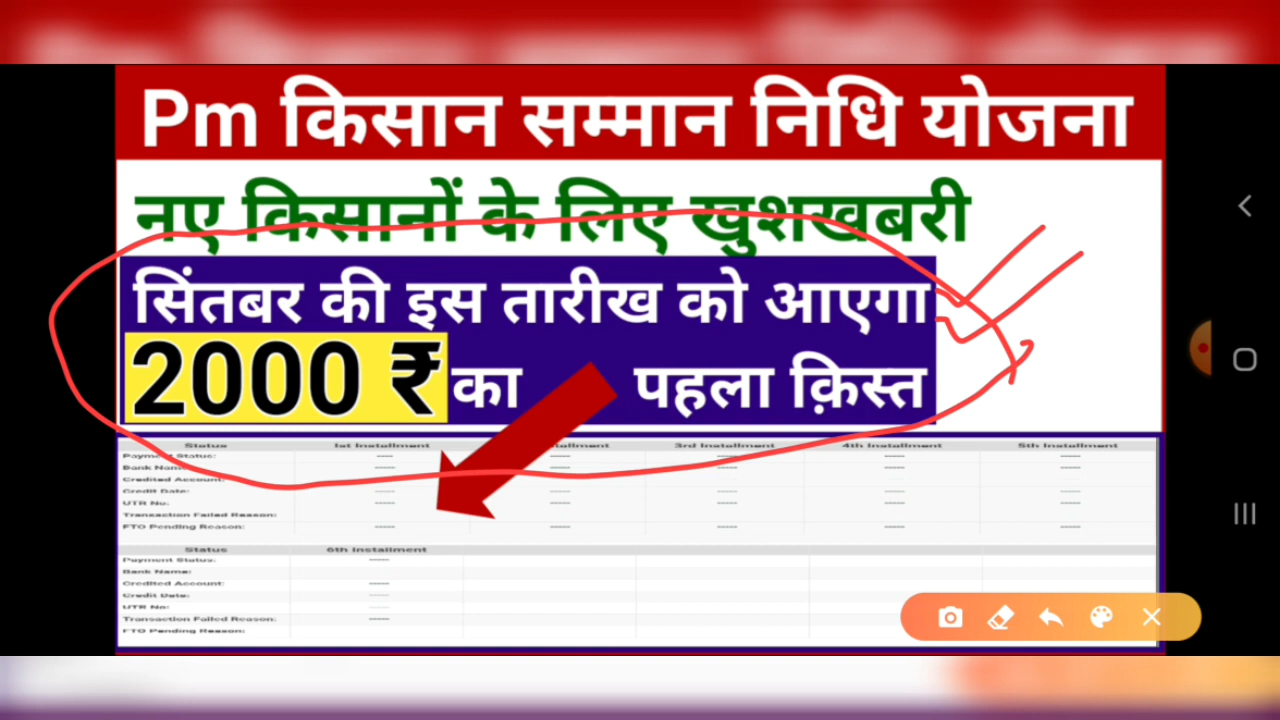 Pm किसान सम्मान निधि योजना
नए किसानों के लिए खुशखबरी
सिंतबर की इस तारीख को आएगा
2000 ₹ का पहला क़िस्त
Status Ist Installment 3rd Installment 4th Installment 5th Installment
Payment Status: ---- ----- ----- -----
Bank Name: ----- ----- ----- -----
Credited Account:
Credit Date: ----- ----- ----- -----
UTR No: ----- ----- ----- -----
Transaction Failed Reason:
FTO Pending Reason: ----- ----- ----- -----
Status 6th Installment
Payment Status: -----
Bank Name:
Credited Account: -----
Credit Date: -----
UTR No: -----
Transaction Failed Reason: -----
FTO Pending Reason: